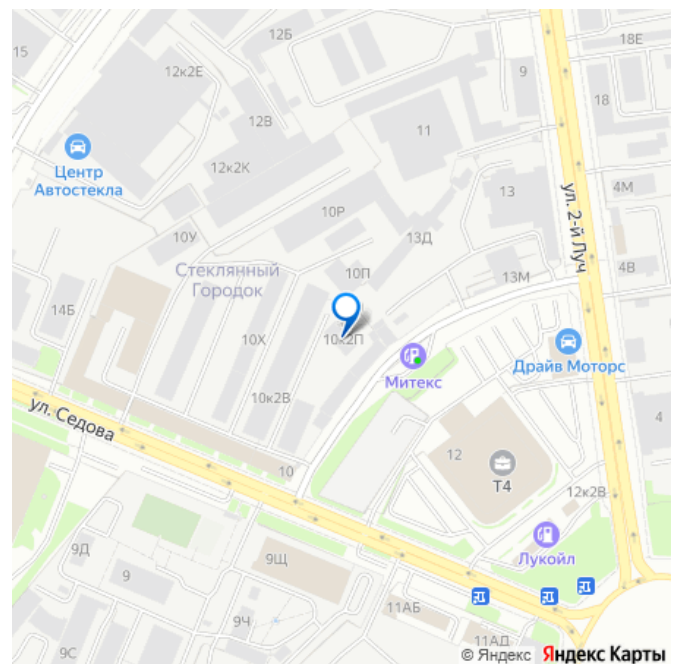 18Е
12Б
15
12к2Е
9
18
12В
11
Центр
Автостекла
12к2К
13
4М
ул. 2-й Луч
10Р
10У
13Д
Стеклянный
Городок
10П
13М
4В
14Б
10Х
10к2П
Драйв Моторс
Митекс
10к2В
ул. Седова
4
12
10
Т4
12к2В
Лукойл
9Д
9Щ
9
9Ч
11АБ
11АД
9С
© Яндекс Яндекс Карты